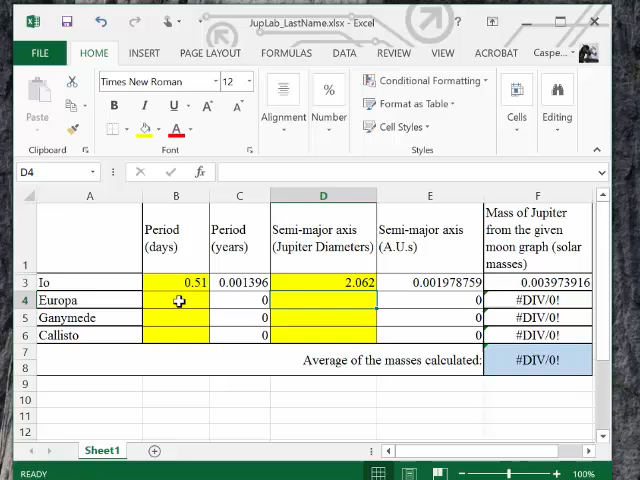 JupLab_LastName.xlsx - Excel
FILE HOME INSERT PAGE LAYOUT FORMULAS DATA REVIEW VIEW ACROBAT Caspe...
Paste
Clipboard
Times New Roman 12
B I U A A
A
Font
Alignment
%
Number
Conditional Formatting
Format as Table
Cell Styles
Styles
Cells
Editing
D4 fx
A B C D E F
1 Period (days) Period (years) Semi-major axis (Jupiter Diameters) Semi-major axis (A.U.s) Mass of Jupiter from the given moon graph (solar masses)
3 Io 0.51 0.001396 2.062 0.001978759 0.003973916
4 Europa 0 0 #DIV/0!
5 Ganymede 0 0 #DIV/0!
6 Callisto 0 0 #DIV/0!
7
8 Average of the masses calculated: #DIV/0!
9
10
11
12
Sheet1
READY 100%